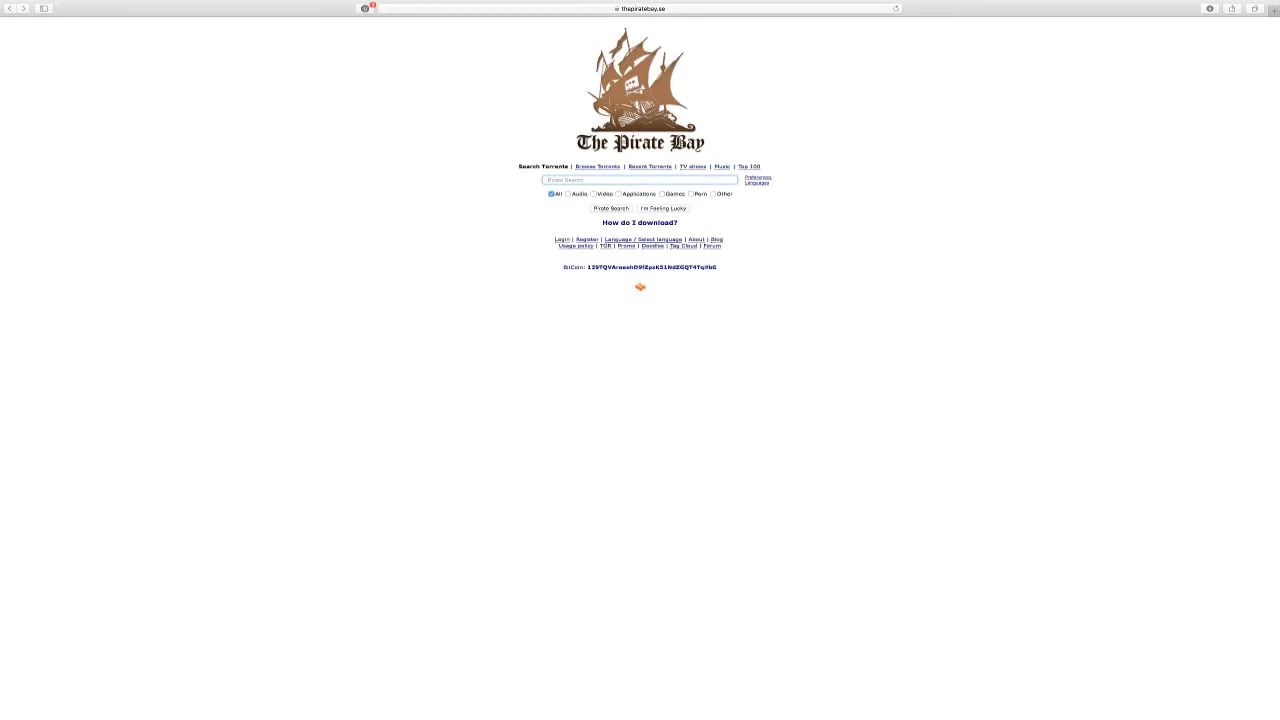 thepiratebay.se
The Pirate Bay
Search Torrents | Browse Torrents | Recent Torrents | TV shows | Music | Top 100
Pirate Search
Preferences
Languages
All Audio Video Applications Games Porn Other
Pirate Search I'm Feeling Lucky
How do I download?
Login | Register | Language / Select language | About | Blog
Usage policy | TOR | Promo | Doodles | Tag Cloud | Forum
BitCoin: